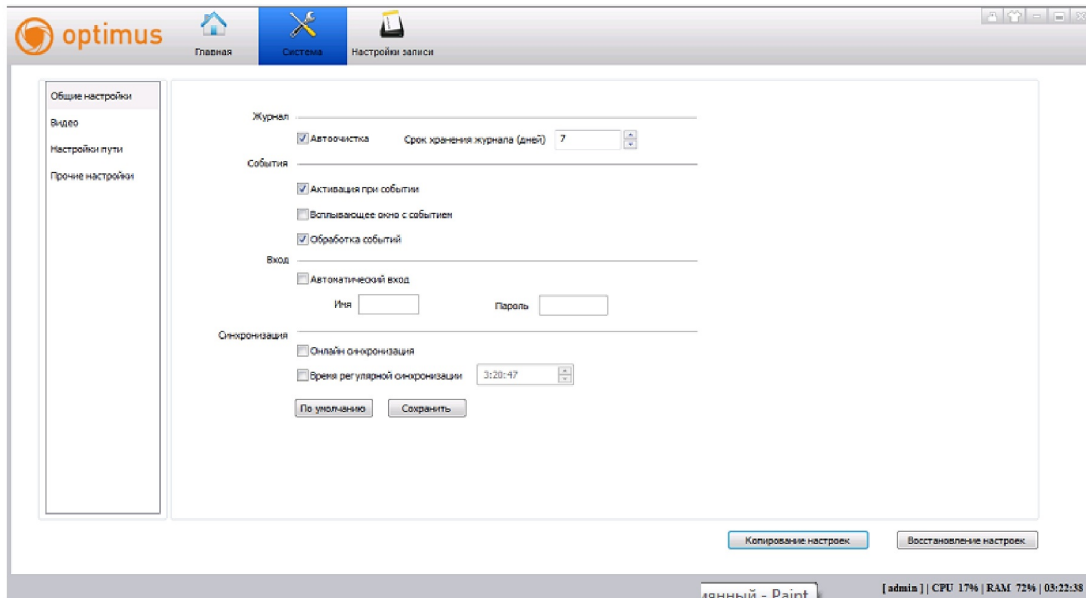 optimus
Главная
Система
Настройки записи
Общие настройки
Видео
Настройки пути
Прочие настройки
Журнал
Автоочистка Срок хранения журнала (дней) 7
События
Активация при событии
Всплывающее окно с событием
Обработка событий
Вход
Автоматический вход
Имя Пароль
Синхронизация
Онлайн синхронизация
Время регулярной синхронизации 3:20:47
По умолчанию Сохранить
Копирование настроек Восстановление настроек
[ admin ] | CPU 17% | RAM 72% | 03:22:38
- Paint